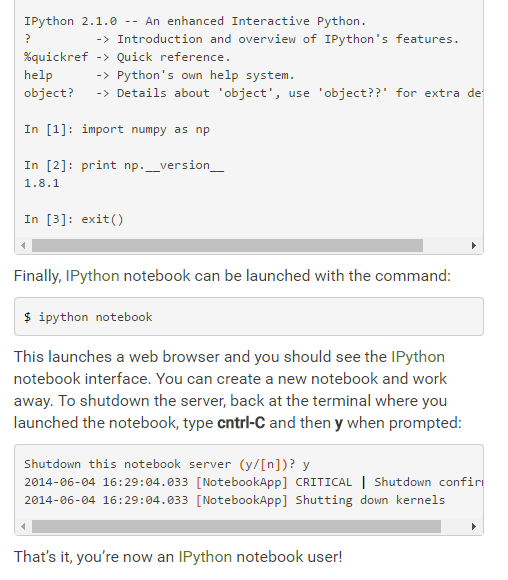 IPython 2.1.0 -- An enhanced Interactive Python.
?         -> Introduction and overview of IPython's features.
%quickref -> Quick reference.
help      -> Python's own help system.
object?   -> Details about 'object', use 'object??' for extra
In [1]: import numpy as np
In [2]: print np.__version__
1.8.1
In [3]: exit()
Finally, IPython notebook can be launched with the command:
$ ipython notebook
This launches a web browser and you should see the IPython
notebook interface. You can create a new notebook and work
away. To shutdown the server, back at the terminal where you
launched the notebook, type cntrl-C and then y when prompted:
Shutdown this notebook server (y/[n])? y
2014-06-04 16:29:04.033 [NotebookApp] CRITICAL | Shutdown
2014-06-04 16:29:04.033 [NotebookApp] Shutting down kernels
That's it, you're now an IPython notebook user!